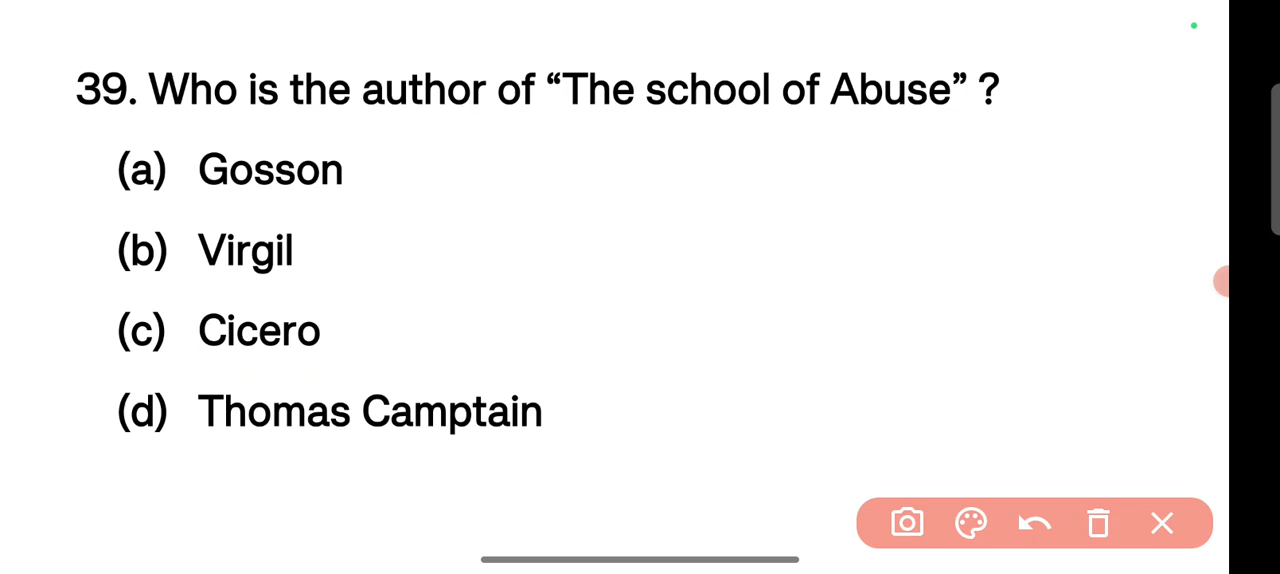 39. Who is the author of “The school of Abuse” ?
(a) Gosson
(b) Virgil
(c) Cicero
(d) Thomas Camptain